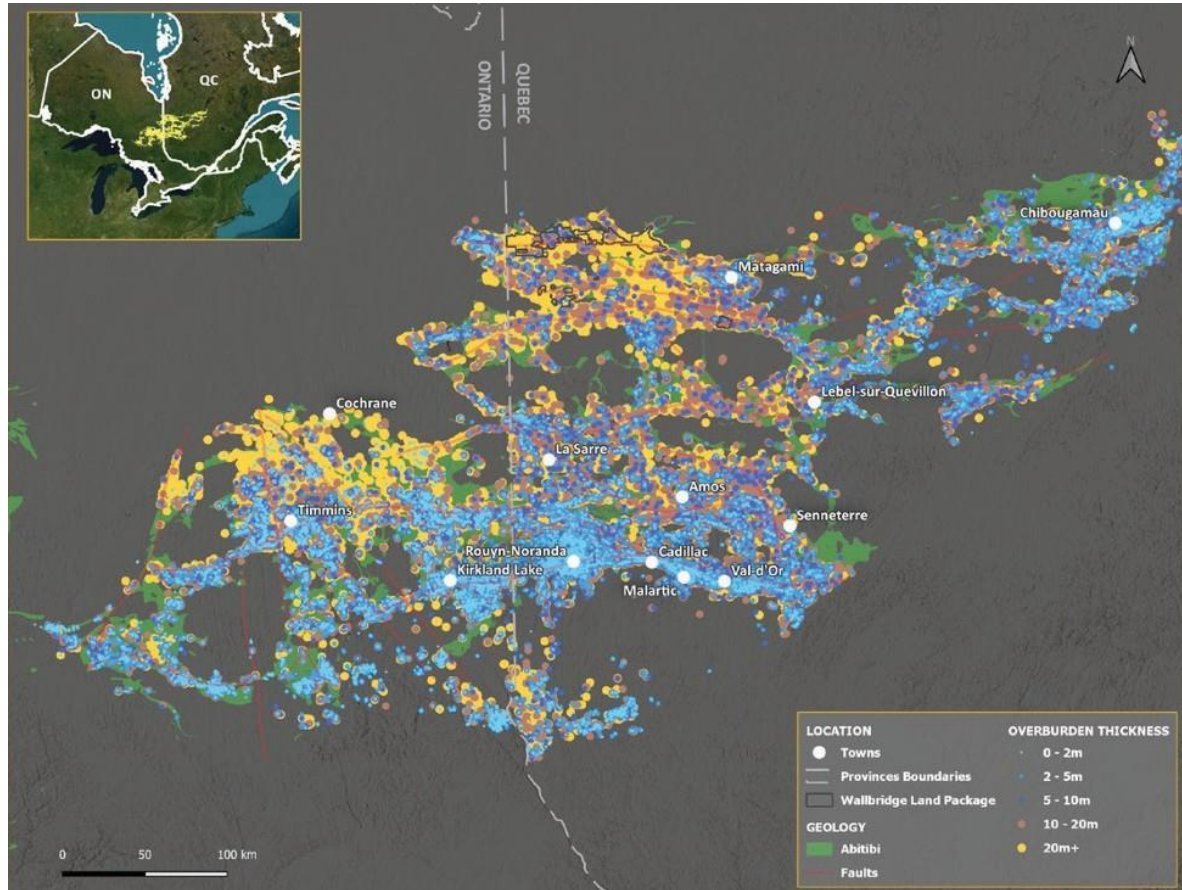 ON
QC
ONTARIO
QUEBEC
N
Chibougamau
Matagami
Lebel-sur-Quevillon
Cochrane
La Sarre
Amos
Timmins
Senneterre
Rouyn-Noranda
Cadillac
Kirkland Lake
Val-d'Or
Malartic
LOCATION
Towns
Provinces Boundaries
Wallbridge Land Package
GEOLOGY
Abitibi
Faults
OVERBURDEN THICKNESS
0 - 2m
2 - 5m
5 - 10m
10 - 20m
20m+
0 50 100 km